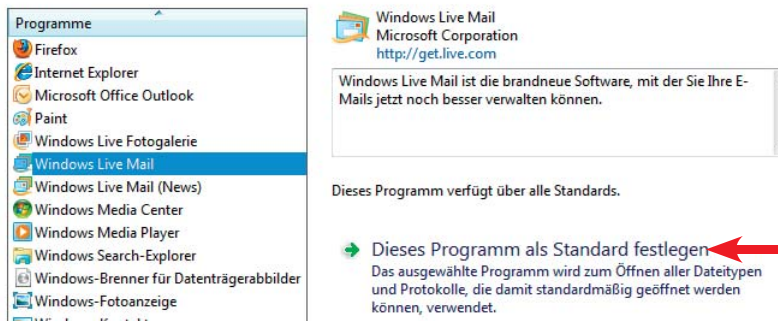 Programme
Firefox
Internet Explorer
Microsoft Office Outlook
Paint
Windows Live Fotogalerie
Windows Live Mail
Windows Live Mail (News)
Windows Media Center
Windows Media Player
Windows Search-Explorer
Windows-Brenner für Datenträgerabbilder
Windows-Fotoanzeige
Windows Live Mail
Microsoft Corporation
http://get.live.com
Windows Live Mail ist die brandneue Software, mit der Sie Ihre E-
Mails jetzt noch besser verwalten können.
Dieses Programm verfügt über alle Standards.
Dieses Programm als Standard festlegen
Das ausgewählte Programm wird zum Öffnen aller Dateitypen
und Protokolle, die damit standardmäßig geöffnet werden
können, verwendet.